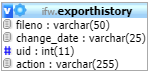 ifw.exporthistory
fileno : varchar(50)
change_date : varchar(25)
# uid : int(11)
action : varchar(255)